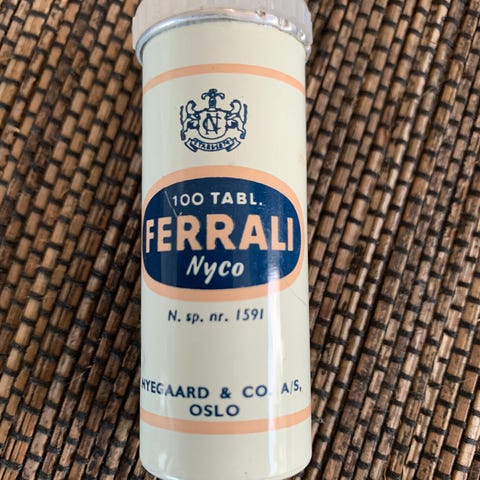 100 TABL.
FERRALI
Nyco
N. sp. nr. 1591
NYEGAARD & CO. A/S,
OSLO